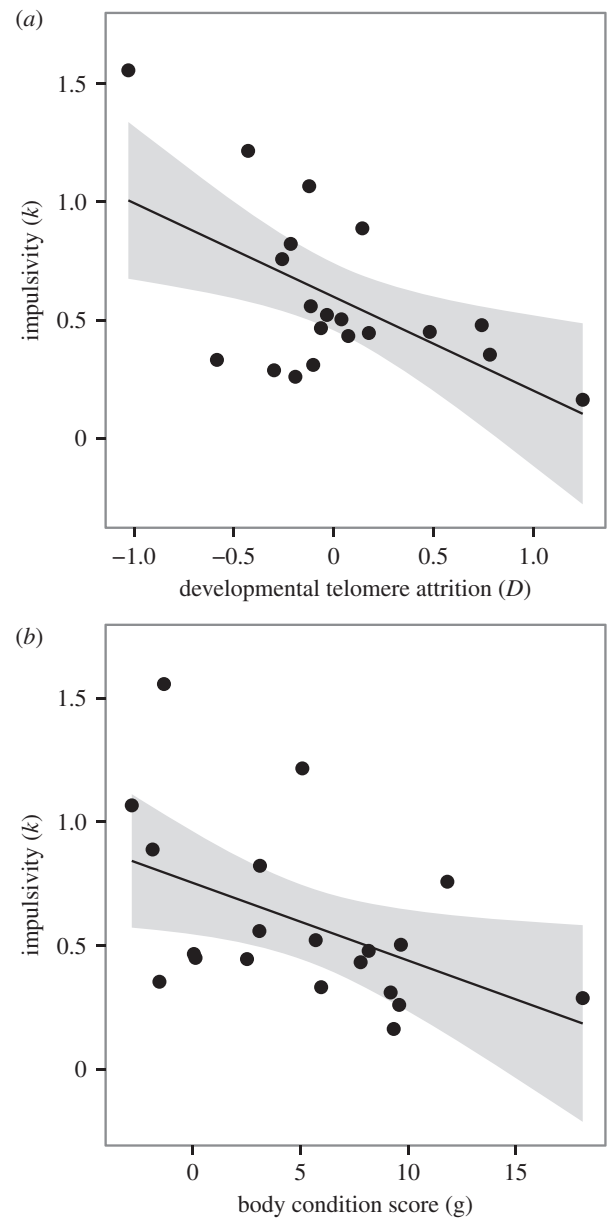 (a)
1.5
1.0
0.5
0
impulsivity (k)
−1.0 −0.5 0 0.5 1.0
developmental telomere attrition (D)
(b)
1.5
1.0
0.5
0
impulsivity (k)
0 5 10 15
body condition score (g)